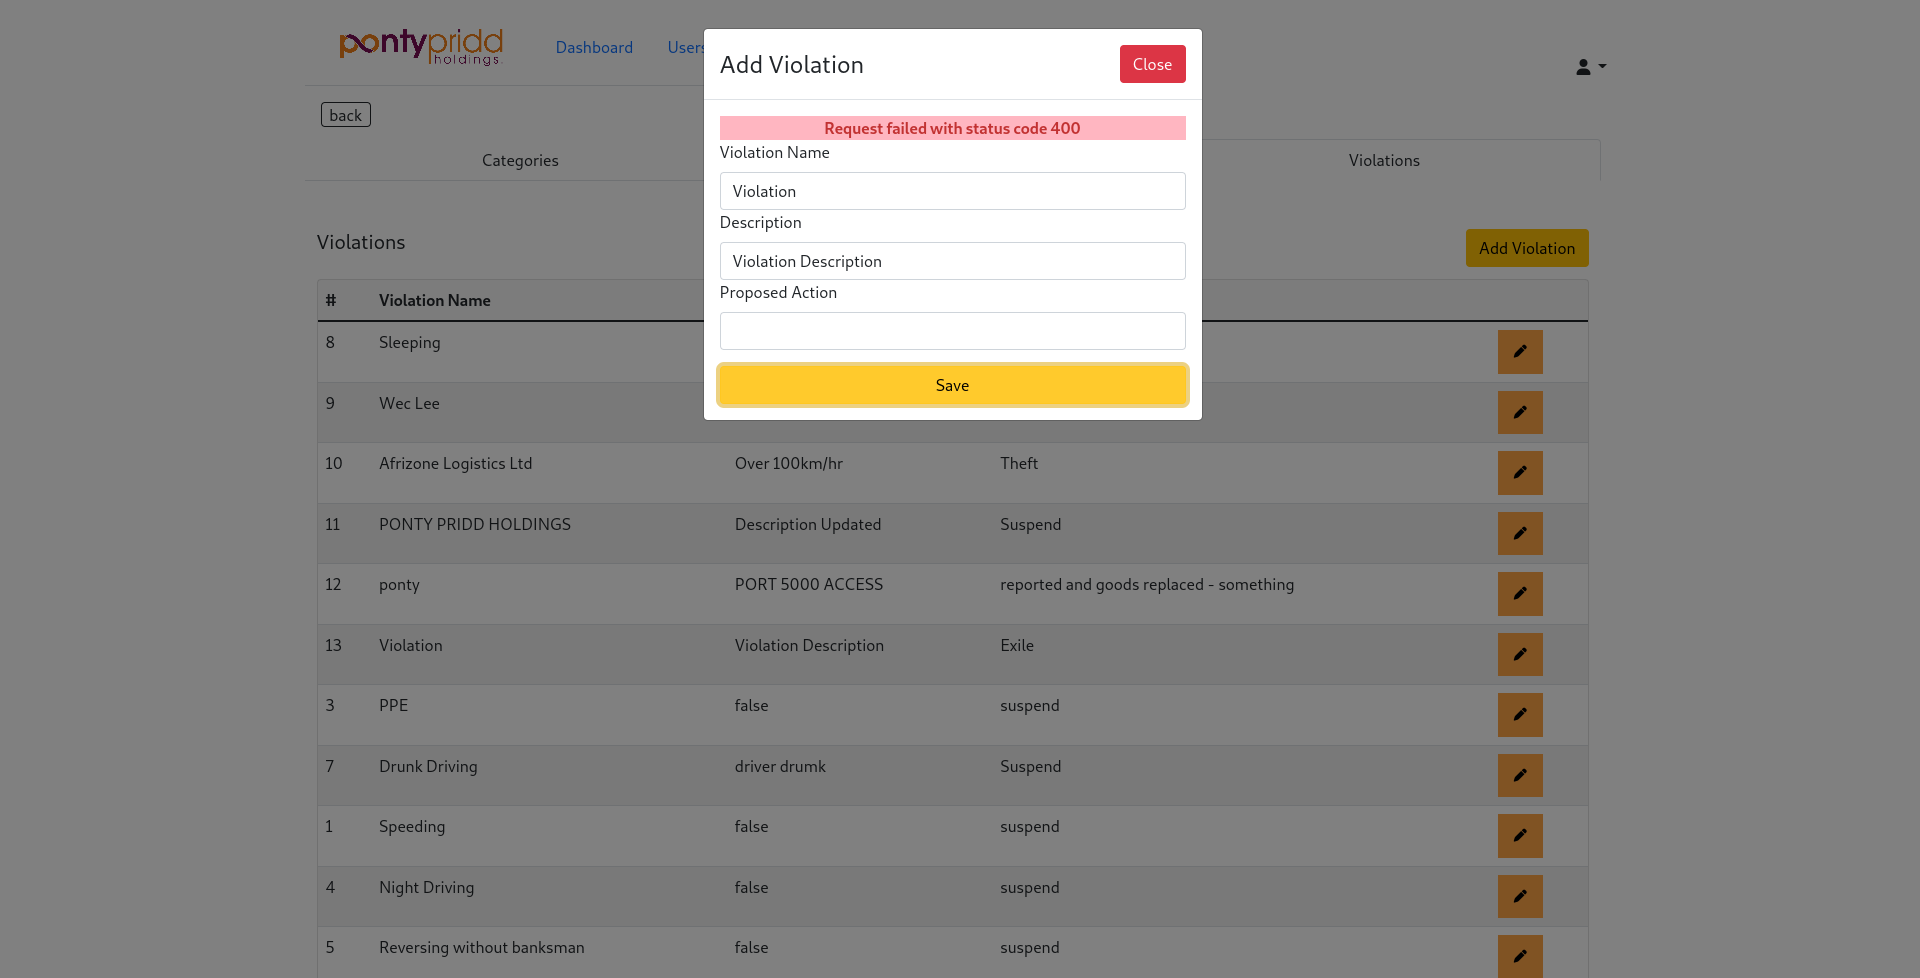 pontypridd
holdings.
Dashboard
Users
Add Violation
Close
back
Request failed with status code 400
Categories
Violations
Violation Name
Violation
Description
Violation Description
Proposed Action
Save
Violations
Add Violation
# Violation Name
8 Sleeping
9 Wec Lee
10 Afrizone Logistics Ltd Over 100km/hr Theft
11 PONTY PRIDD HOLDINGS Description Updated Suspend
12 ponty PORT 5000 ACCESS reported and goods replaced - something
13 Violation Violation Description Exile
3 PPE false suspend
7 Drunk Driving driver drumk Suspend
1 Speeding false suspend
4 Night Driving false suspend
5 Reversing without banksman false suspend